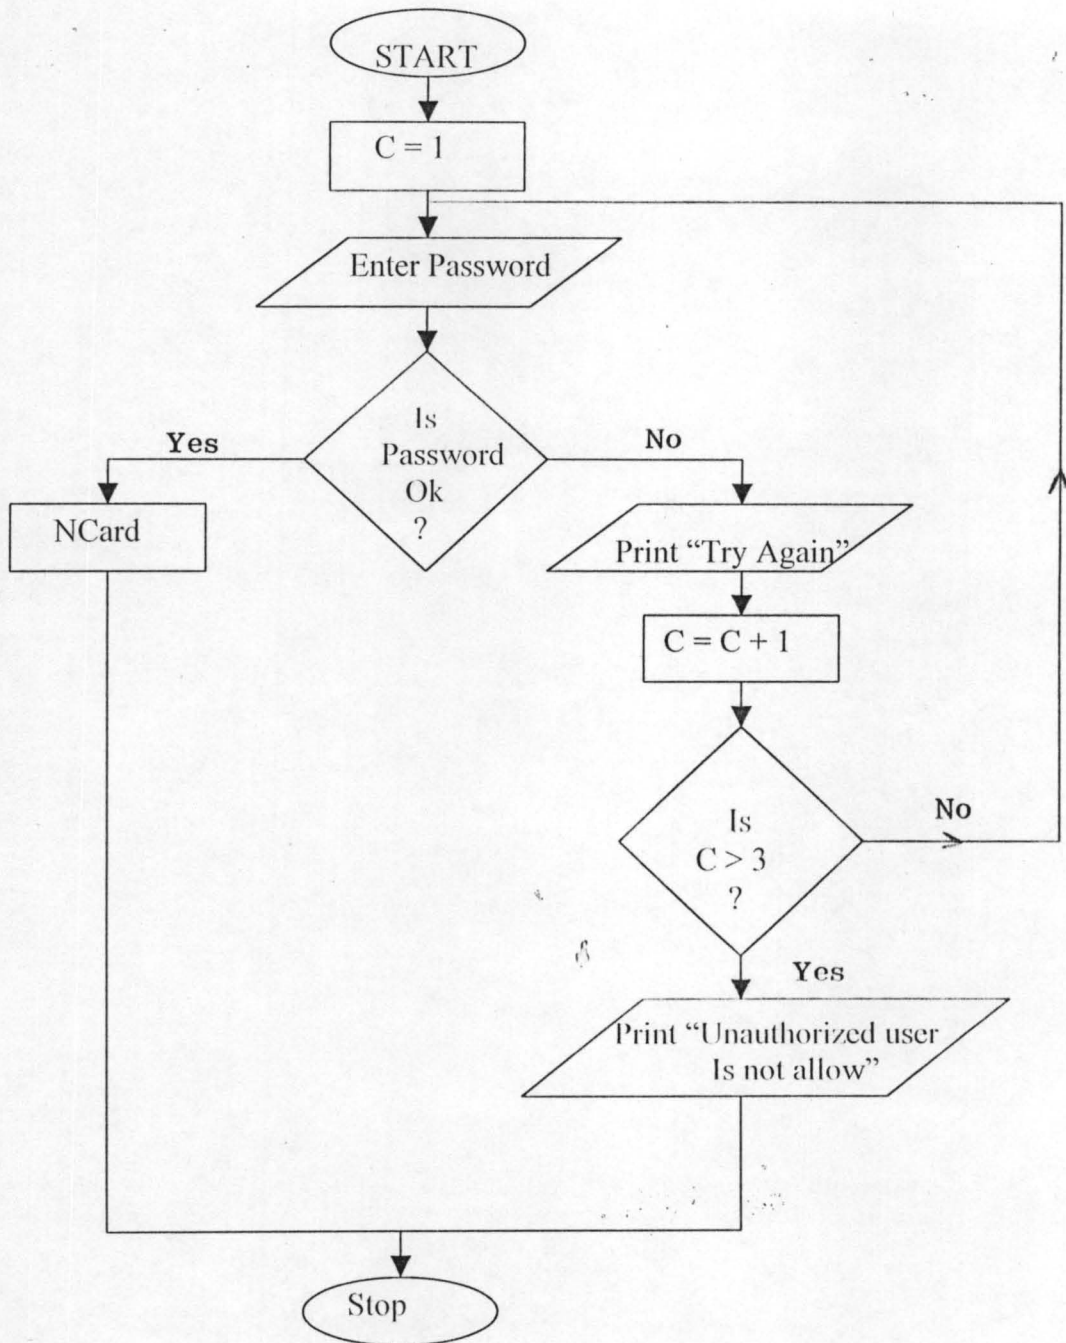 START
C = 1
Enter Password
Is
Password
Ok
?
Yes
No
NCard
Print “Try Again”
C = C + 1
Is
C > 3
?
No
Yes
Print “Unauthorized user
Is not allow”
Stop